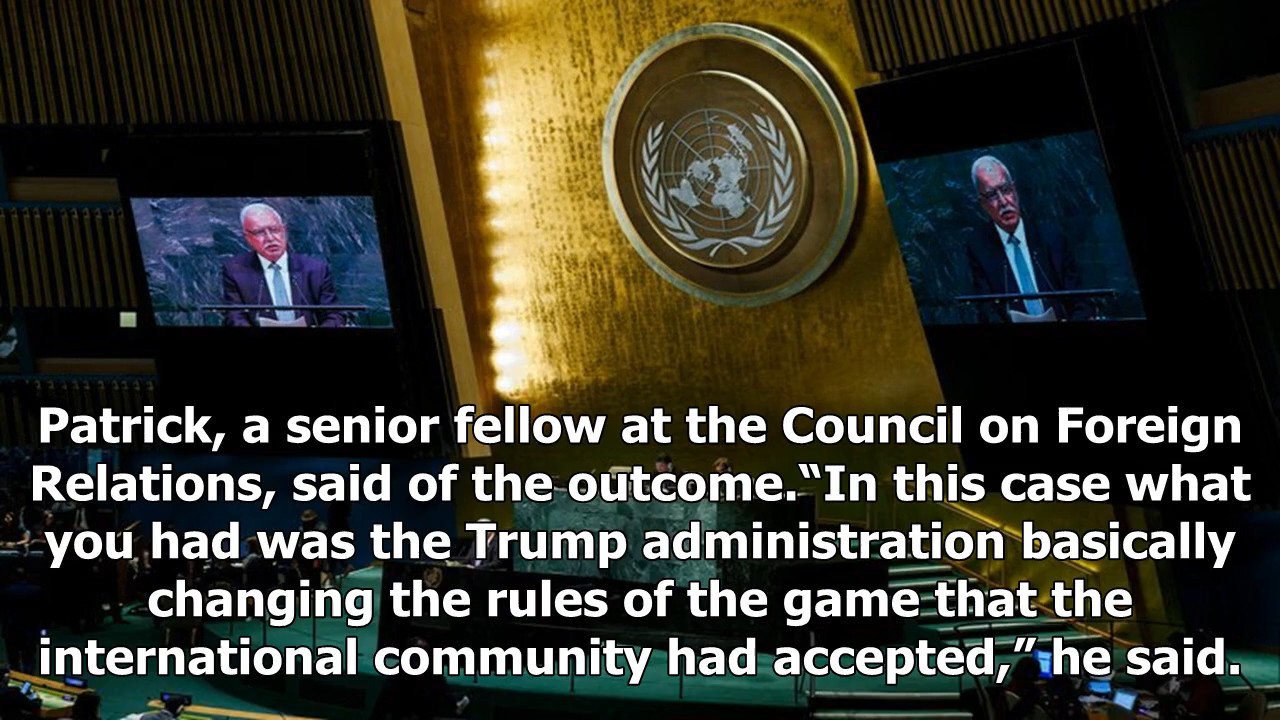 Patrick, a senior fellow at the Council on Foreign
Relations, said of the outcome.“In this case what
you had was the Trump administration basically
changing the rules of the game that the
international community had accepted,” he said.